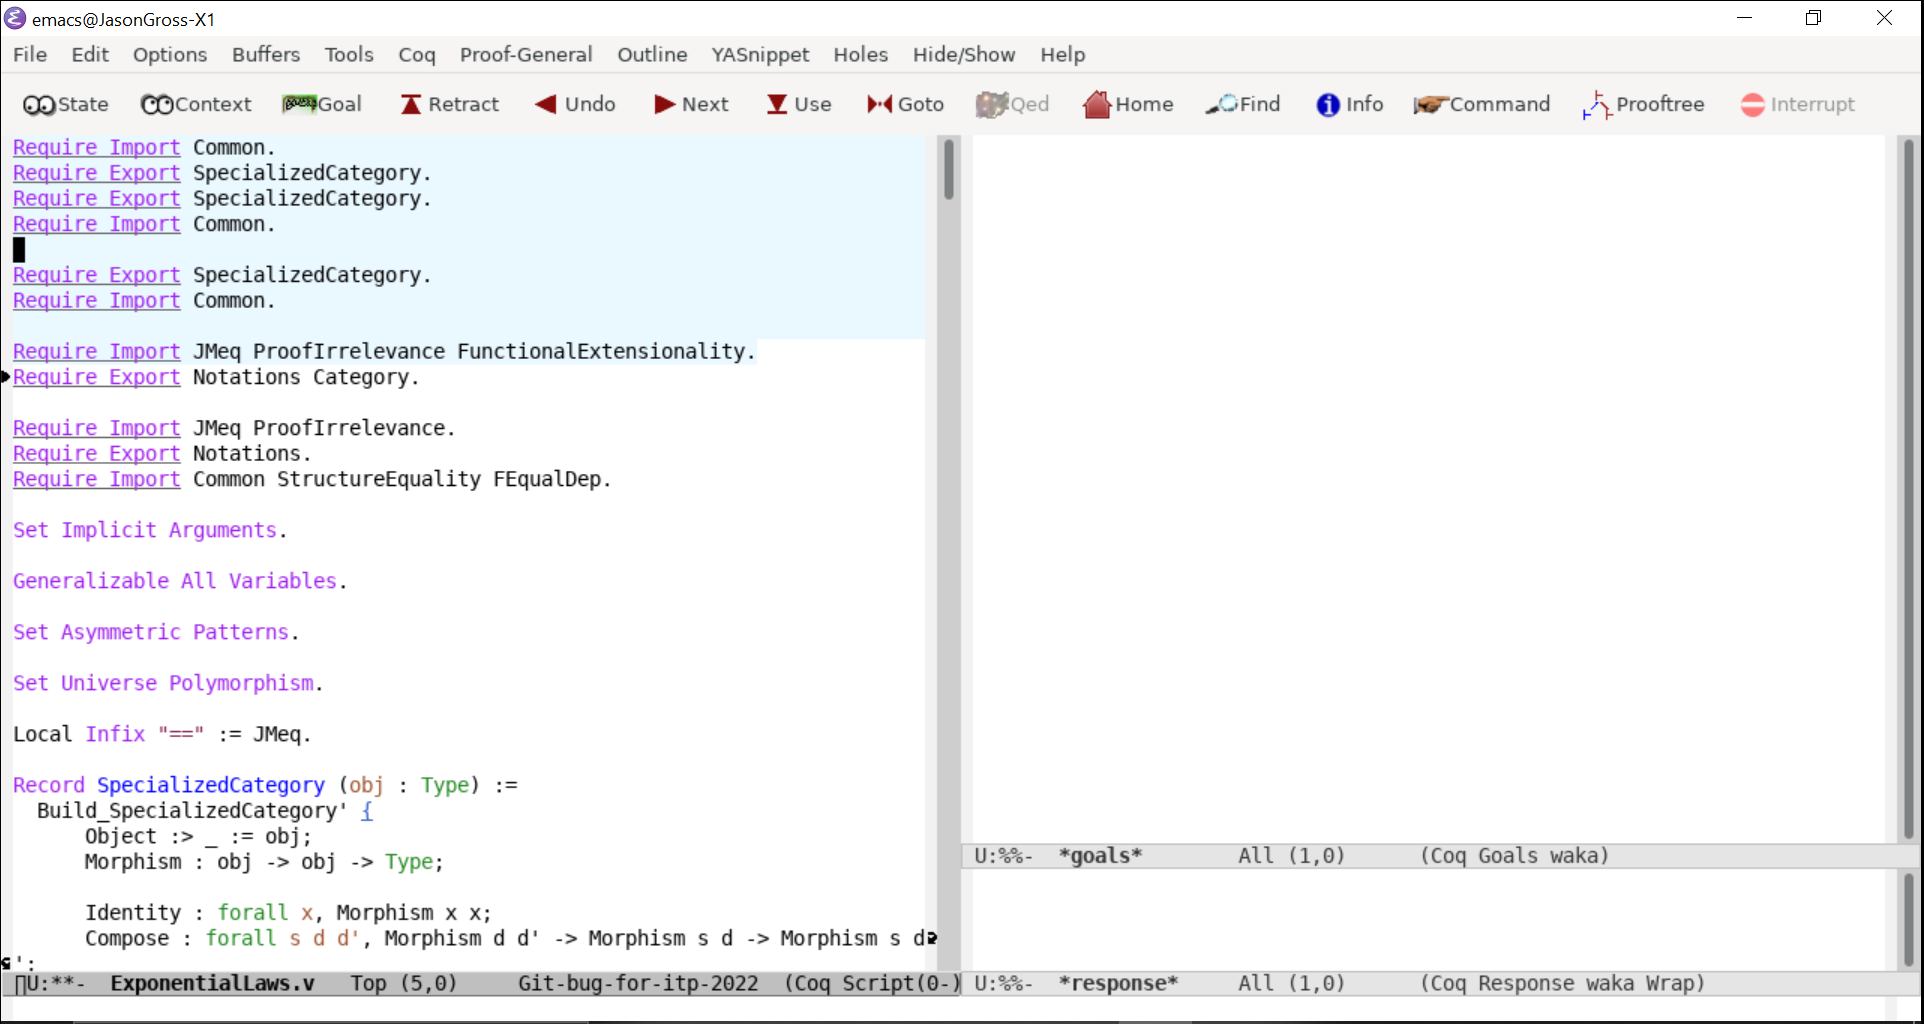 emacs@JasonGross-X1
File Edit Options Buffers Tools Coq Proof-General Outline YASnippet Holes Hide/Show Help
State Context Goal Retract Undo Next Use Goto Qed Home Find Info Command Prooftree Interrupt
Require Import Common.
Require Export SpecializedCategory.
Require Export SpecializedCategory.
Require Import Common.
Require Export SpecializedCategory.
Require Import Common.
Require Import JMeq ProofIrrelevance FunctionalExtensionality.
Require Export Notations Category.
Require Import JMeq ProofIrrelevance.
Require Export Notations.
Require Import Common StructureEquality FEqualDep.
Set Implicit Arguments.
Generalizable All Variables.
Set Asymmetric Patterns.
Set Universe Polymorphism.
Local Infix "==" := JMeq.
Record SpecializedCategory (obj : Type) :=
Build_SpecializedCategory' {
Object :> _ := obj;
Morphism : obj -> obj -> Type;
Identity : forall x, Morphism x x;
Compose : forall s d d', Morphism d d' -> Morphism s d -> Morphism s d
';
U:**- ExponentialLaws.v Top (5,0) Git-bug-for-itp-2022 (Coq Script(0-)
U:%%- *goals* All (1,0) (Coq Goals waka)
U:%%- *response* All (1,0) (Coq Response waka Wrap)